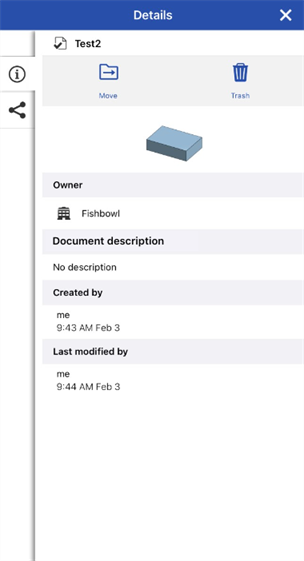 Details
Test2
Move
Trash
Owner
Fishbowl
Document description
No description
Created by
me
9:43 AM Feb 3
Last modified by
me
9:44 AM Feb 3